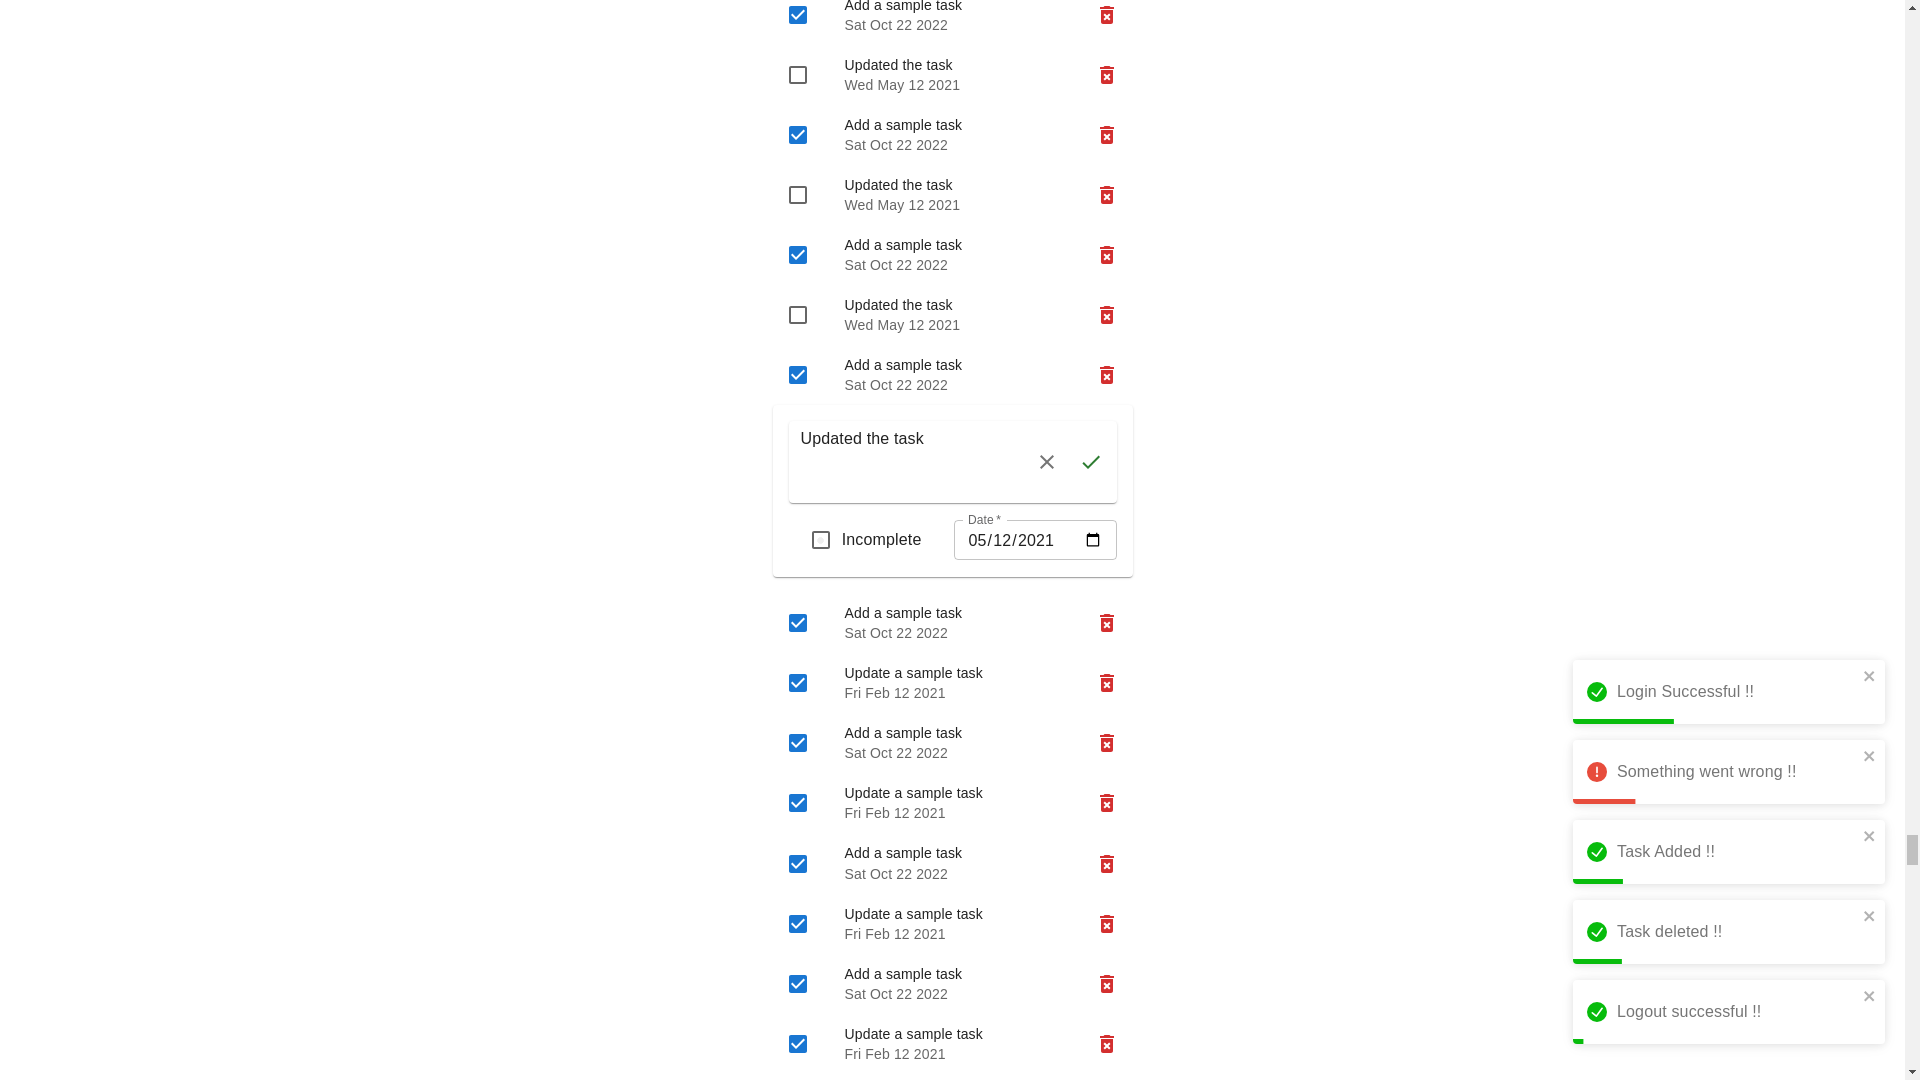 Add a sample task
Sat Oct 22 2022
Updated the task
Wed May 12 2021
Add a sample task
Sat Oct 22 2022
Updated the task
Wed May 12 2021
Add a sample task
Sat Oct 22 2022
Updated the task
Wed May 12 2021
Add a sample task
Sat Oct 22 2022
Updated the task
Incomplete
Date *
05/12/2021
Add a sample task
Sat Oct 22 2022
Update a sample task
Fri Feb 12 2021
Add a sample task
Sat Oct 22 2022
Update a sample task
Fri Feb 12 2021
Add a sample task
Sat Oct 22 2022
Update a sample task
Fri Feb 12 2021
Add a sample task
Sat Oct 22 2022
Update a sample task
Fri Feb 12 2021
Login Successful !!
Something went wrong !!
Task Added !!
Task deleted !!
Logout successful !!